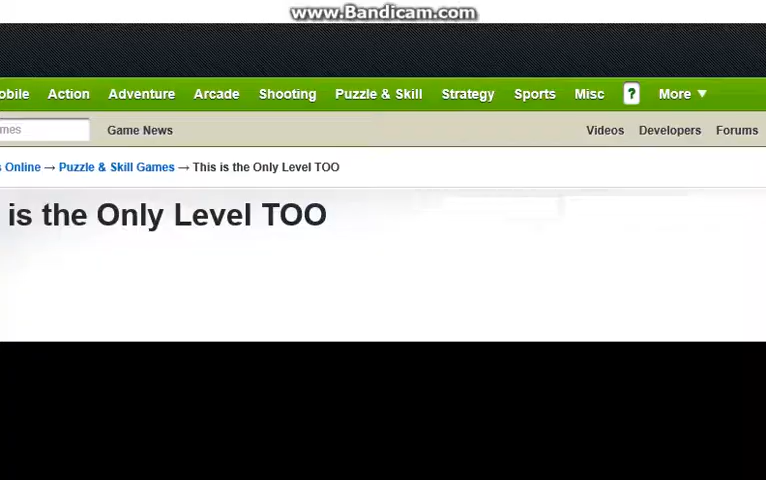 www.Bandicam.com
obile Action Adventure Arcade Shooting Puzzle & Skill Strategy Sports Misc ? More ▼
mes Game News Videos Developers Forums
s Online → Puzzle & Skill Games → This is the Only Level TOO
is the Only Level TOO